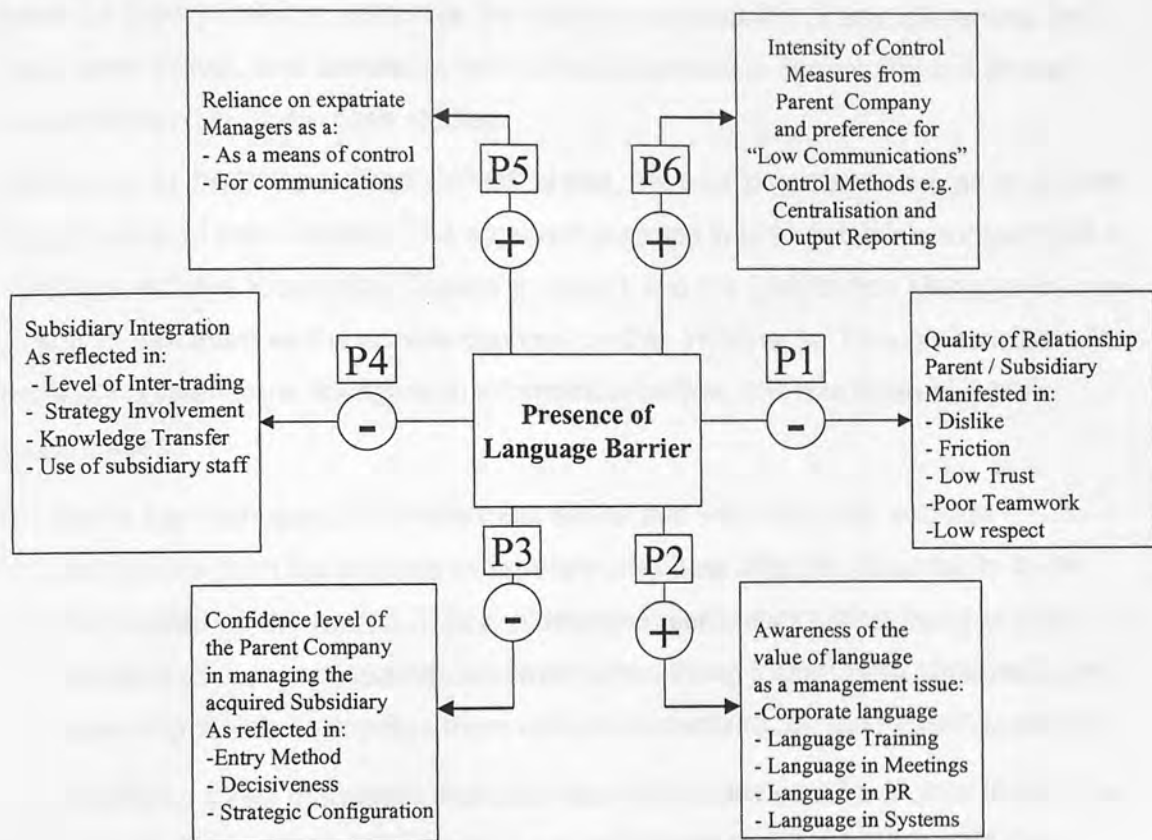 Reliance on expatriate
Managers as a:
- As a means of control
- For communications
P5
+
P6
+
Intensity of Control
Measures from
Parent Company
and preference for
“Low Communications”
Control Methods e.g.
Centralisation and
Output Reporting
Subsidiary Integration
As reflected in:
- Level of Inter-trading
- Strategy Involvement
- Knowledge Transfer
- Use of subsidiary staff
P4
-
Presence of
Language Barrier
P1
-
Quality of Relationship
Parent / Subsidiary
Manifested in:
- Dislike
- Friction
- Low Trust
-Poor Teamwork
-Low respect
P3
-
Confidence level of
the Parent Company
in managing the
acquired Subsidiary
As reflected in:
-Entry Method
- Decisiveness
- Strategic Configuration
P2
+
Awareness of the
value of language
as a management issue:
-Corporate language
- Language Training
- Language in Meetings
- Language in PR
- Language in Systems